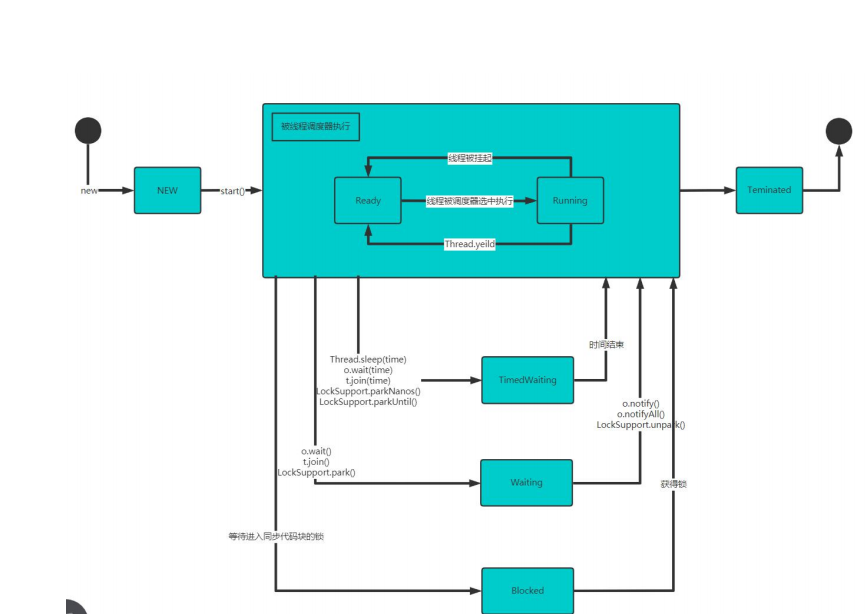 被线程调度器执行
线程被挂起
new
NEW
start()
Ready
线程被调度器选中执行
Running
Teminated
Thread.yeild
时间结束
Thread.sleep(time)
o.wait(time)
t.join(time)
LockSupport.parkNanos()
LockSupport.parkUntil()
TimedWaiting
o.notify()
o.notifyAll()
LockSupport.unpark()
o.wait()
t.join()
LockSupport.park()
Waiting
获得锁
等待进入同步代码块的锁
Blocked